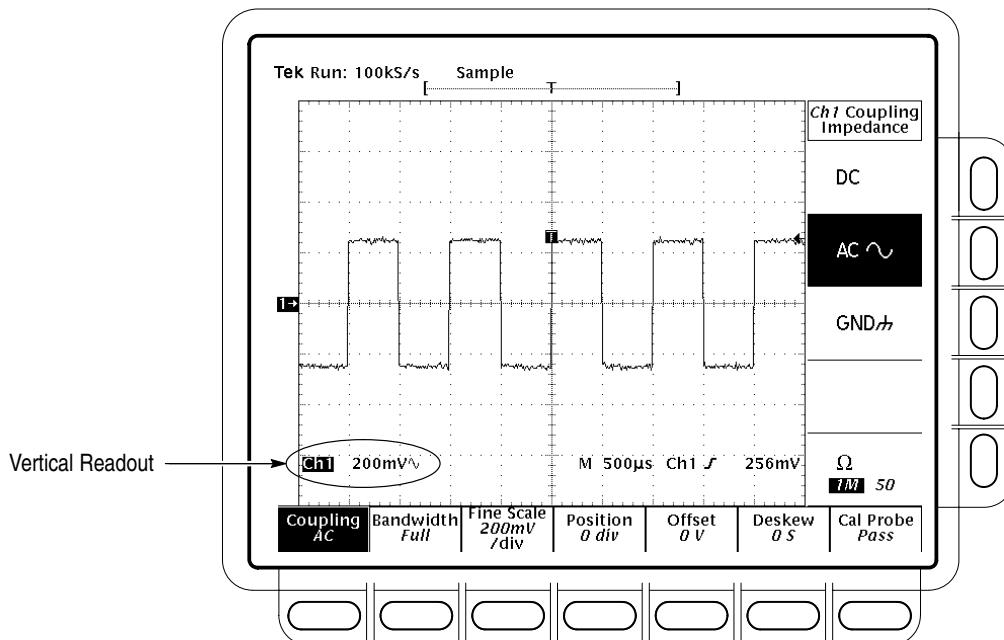 Tek Run: 100kS/s Sample
[ T ]
Ch1 Coupling
Impedance
DC
AC
T
1→
GND
Vertical Readout
Ch1 200mV∿ M 500µs Ch1 ƒ 256mV
Ω
1M 50
Coupling
AC
Bandwidth
Full
Fine Scale
200mV
/div
Position
0 div
Offset
0 V
Deskew
0 S
Cal Probe
Pass